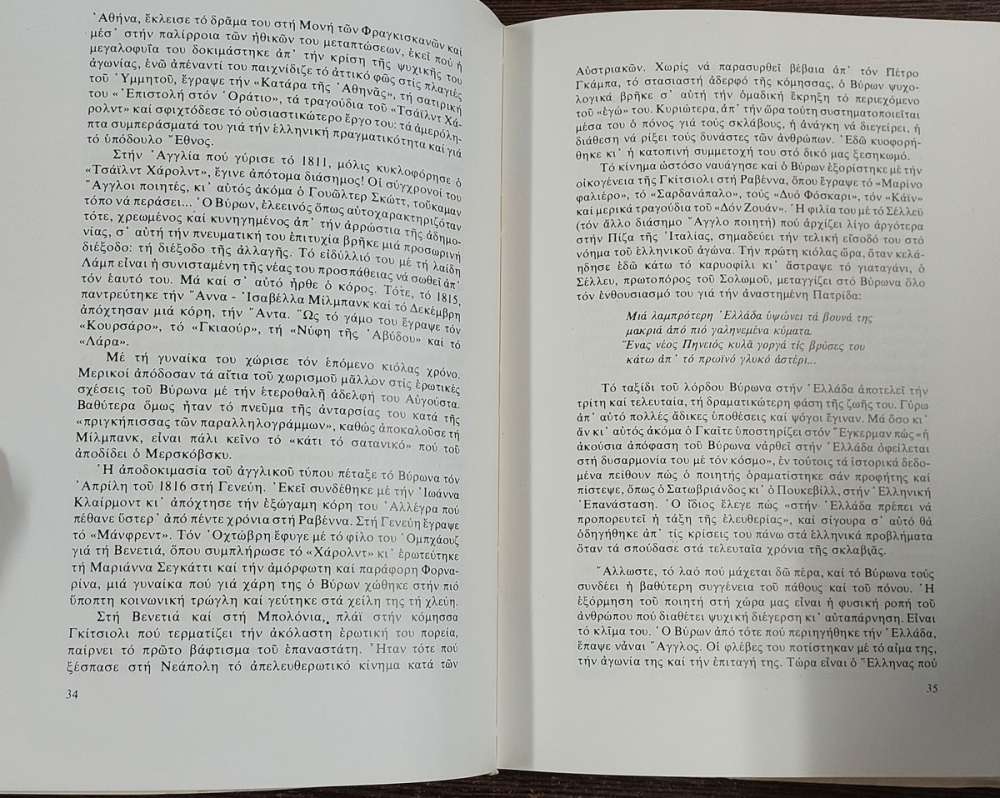 Ἀθήνα, ἔκλεισε τό δρᾶμα του στή Μονή τῶν Φραγκισκανῶν καί
μέσ᾿ στήν παλίρροια τῶν ἠθικῶν του μεταπτώσεων, ἐκεῖ πού ἡ
μεγαλοφυΐα του δοκιμάστηκε ἀπ᾿ τήν κρίση τῆς ψυχικῆς του
ἀγωνίας, ἐνῶ ἀπέναντί του παιχνίδιζε τό ἀττικό φῶς στίς πλαγιές
τοῦ Ὑμηττοῦ, ἔγραψε τήν «Κατάρα τῆς Ἀθηνᾶς», τή σατιρική
του «Ἐπιστολή στόν Ὁράτιο», τά τραγούδια τοῦ «Τσάϊλντ Χά-
ρολντ» καί σφιχτόδεσε τό οὐσιαστικώτερο ἔργο του: τά ἀμερόλη-
πτα συμπεράσματά του γιά τήν ἑλληνική πραγματικότητα καί γιά
τό ὑπόδουλο Ἔθνος.
Στήν Ἀγγλία πού γύρισε τό 1811, μόλις κυκλοφόρησε ὁ
«Τσάϊλντ Χάρολντ», ἔγινε ἀπότομα διάσημος! Οἱ σύγχρονοί του
Ἄγγλοι ποιητές, κι᾿ αὐτός ἀκόμα ὁ Γουῶλτερ Σκώττ, τοὔκαμαν
τόπο νά περάσει... Ὁ Βύρων, ἐλεεινός ὅπως αὐτοχαρακτηριζόταν
τότε, χρεωμένος καί κυνηγημένος ἀπ᾿ τήν ἀρρώστια τῆς ἀδημο-
νίας, σ᾿ αὐτή τήν πνευματική του ἐπιτυχία βρῆκε μιά προσωρινή
διέξοδο: τή διέξοδο τῆς ἀλλαγῆς. Τό εἰδύλλιό του μέ τή λαίδη
Λάμπ εἶναι ἡ συνισταμένη τῆς νέας του προσπάθειας νά σωθεῖ ἀπ᾿
τόν ἑαυτό του. Μά καί σ᾿ αὐτό ἦρθε ὁ κόρος. Τότε, τό 1815,
παντρεύτηκε τήν Ἄννα - Ἰσαβέλλα Μίλμπανκ καί τό Δεκέμβρη
ἀπόχτησαν μιά κόρη, τήν Ἄντα. Ὥς τό γάμο του ἔγραψε τόν
«Κουρσάρο», τό «Γκιαούρ», τή «Νύφη τῆς Ἀβύδου» καί τό
«Λάρα».
Μέ τή γυναίκα του χώρισε τόν ἑπόμενο κιόλας χρόνο.
Μερικοί ἀπόδοσαν τά αἴτια τοῦ χωρισμοῦ μᾶλλον στίς ἐρωτικές
σχέσεις τοῦ Βύρωνα μέ τήν ἑτεροθαλῆ ἀδελφή του Αὐγούστα.
Βαθύτερα ὅμως ἦταν τό πνεῦμα τῆς ἀνταρσίας του κατά τῆς
«πριγκήπισσας τῶν παραλληλογράμμων», καθώς ἀποκαλοῦσε τή
Μίλμπανκ, εἶναι πάλι κεῖνο τό «κάτι τό σατανικό» πού τοῦ
ἀποδίδει ὁ Μερσκόβσκυ.
Ἡ ἀποδοκιμασία τοῦ ἀγγλικοῦ τύπου πέταξε τό Βύρωνα τόν
Ἀπρίλη τοῦ 1816 στή Γενεύη. Ἐκεῖ συνδέθηκε μέ τήν Ἰωάννα
Κλαίρμοντ κι᾿ ἀπόχτησε τήν ἐξώγαμη κόρη του Ἀλλέγρα πού
πέθανε ὕστερ᾿ ἀπό πέντε χρόνια στή Ραβέννα. Στή Γενεύη ἔγραψε
τό «Μάνφρεντ». Τόν Ὀχτώβρη ἔφυγε μέ τό φίλο του Ὀμπχάουζ
γιά τή Βενετιά, ὅπου συμπλήρωσε τό «Χάρολντ» κι᾿ ἐρωτεύτηκε
τή Μαριάννα Σεγκάττι καί τήν ἀμόρφωτη καί παράφορη Φορνα-
ρίνα, μιά γυναίκα πού γιά χάρη της ὁ Βύρων χώθηκε στήν πιό
ὕποπτη κοινωνική τρώγλη καί γεύτηκε στά χείλη της τή χλεύη.
Στή Βενετιά καί στή Μπολόνια, πλάϊ στήν κόμησσα
Γκίτσιολι πού τερματίζει τήν ἀκόλαστη ἐρωτική του πορεία,
παίρνει τό πρῶτο βάφτισμα τοῦ ἐπαναστάτη. Ἦταν τότε πού
ξέσπασε στή Νεάπολη τό ἀπελευθερωτικό κίνημα κατά τῶν
34
Αὐστριακῶν. Χωρίς νά παρασυρθεῖ βέβαια ἀπ᾿ τόν Πέτρο
Γκάμπα, τό στασιαστή ἀδερφό τῆς κόμησσας, ὁ Βύρων ψυχο-
λογικά βρῆκε σ᾿ αὐτή τήν ὁμαδική ἔκρηξη τό περιεχόμενο
τοῦ «ἐγώ» του. Κυριώτερα, ἀπ᾿ τήν ὥρα τούτη συστηματοποιεῖται
μέσα του ὁ πόνος γιά τούς σκλάβους, ἡ ἀνάγκη νά διεγείρει, ἡ
διάθεση νά ρίξει τούς δυνάστες τῶν ἀνθρώπων. Ἐδῶ κυοφορή-
θηκε κι᾿ ἡ κατοπινή συμμετοχή του στό δικό μας ξεσηκωμό.
Τό κίνημα ὡστόσο ναυάγησε καί ὁ Βύρων ἐξορίστηκε μέ τήν
οἰκογένεια τῆς Γκίτσιολι στή Ραβέννα, ὅπου ἔγραψε τό «Μαρίνο
φαλιέρο», τό «Σαρδανάπαλο», τούς «Δυό Φόσκαρι», τόν «Κάϊν»
καί μερικά τραγούδια τοῦ «Δόν Ζουάν». Ἡ φιλία του μέ τό Σέλλεϋ
(τόν ἄλλο διάσημο Ἄγγλο ποιητή) πού ἀρχίζει λίγο ἀργότερα
στήν Πίζα τῆς Ἰταλίας, σημαδεύει τήν τελική εἴσοδό του στό
νόημα τοῦ ἑλληνικοῦ ἀγώνα. Τήν πρώτη κιόλας ὥρα, ὅταν κελά-
ηδησε ἐδῶ κάτω τό καρυοφίλι κι᾿ ἄστραψε τό γιαταγάνι, ὁ
Σέλλευ, πρωτοπόρος τοῦ Σολωμοῦ, μεταγγίζει στό Βύρωνα ὅλο
τόν ἐνθουσιασμό του γιά τήν ἀναστημένη Πατρίδα:
Μιά λαμπρότερη Ἑλλάδα ὑψώνει τά βουνά της
μακριά ἀπό πιό γαληνεμένα κύματα.
Ἕνας νέος Πηνειός κυλᾶ γοργά τίς βρύσες του
κάτω ἀπ᾿ τό πρωϊνό γλυκό ἀστέρι...
Τό ταξίδι τοῦ λόρδου Βύρωνα στήν Ἑλλάδα ἀποτελεῖ τήν
τρίτη καί τελευταία, τή δραματικώτερη φάση τῆς ζωῆς του. Γύρω
ἀπ᾿ αὐτό πολλές ἄδικες ὑποθέσεις καί ψόγοι ἔγιναν. Μά ὅσο κι᾿
ἄν κι᾿ αὐτός ἀκόμα ὁ Γκαῖτε ὑποστηρίζει στόν Ἔγκερμαν πώς «ἡ
ἀκούσια ἀπόφαση τοῦ Βύρωνα νἀρθεῖ στήν Ἑλλάδα ὀφείλεται
στή δυσαρμονία του μέ τόν κόσμο», ἐν τούτοις τά ἱστορικά δεδο-
μένα πείθουν πώς ὁ ποιητής ὁραματίστηκε σάν προφήτης καί
πίστεψε, ὅπως ὁ Σατωβριάνδος κι᾿ ὁ Πουκεβίλλ, στήν Ἑλληνική
Ἐπανάσταση. Ὁ ἴδιος ἔλεγε πώς «στήν Ἑλλάδα πρέπει νά
προπορευτεῖ ἡ τάξη τῆς ἐλευθερίας», καί σίγουρα σ᾿ αὐτό θά
ὁδηγήθηκε ἀπ᾿ τίς κρίσεις του πάνω στά ἑλληνικά προβλήματα
ὅταν τά σπούδασε στά τελευταῖα χρόνια τῆς σκλαβιᾶς.
Ἄλλωστε, τό λαό πού μάχεται δῶ πέρα, καί τό Βύρωνα τούς
συνδέει ἡ βαθύτερη συγγένεια τοῦ πάθους καί τοῦ πόνου. Ἡ
ἐξόρμηση τοῦ ποιητῆ στή χώρα μας εἶναι ἡ φυσική ροπή τοῦ
ἀνθρώπου πού διαθέτει ψυχική διέγερση κι᾿ αὐταπάρνηση. Εἶναι
τό κλῖμα του. Ὁ Βύρων ἀπό τότε πού περιηγήθηκε τήν Ἑλλάδα,
ἔπαψε νἆναι Ἄγγλος. Οἱ φλέβες του ποτίστηκαν μέ τό αἷμα της,
τήν ἀγωνία της καί τήν ἐπιταγή της. Τώρα εἶναι ὁ Ἕλληνας πού
35